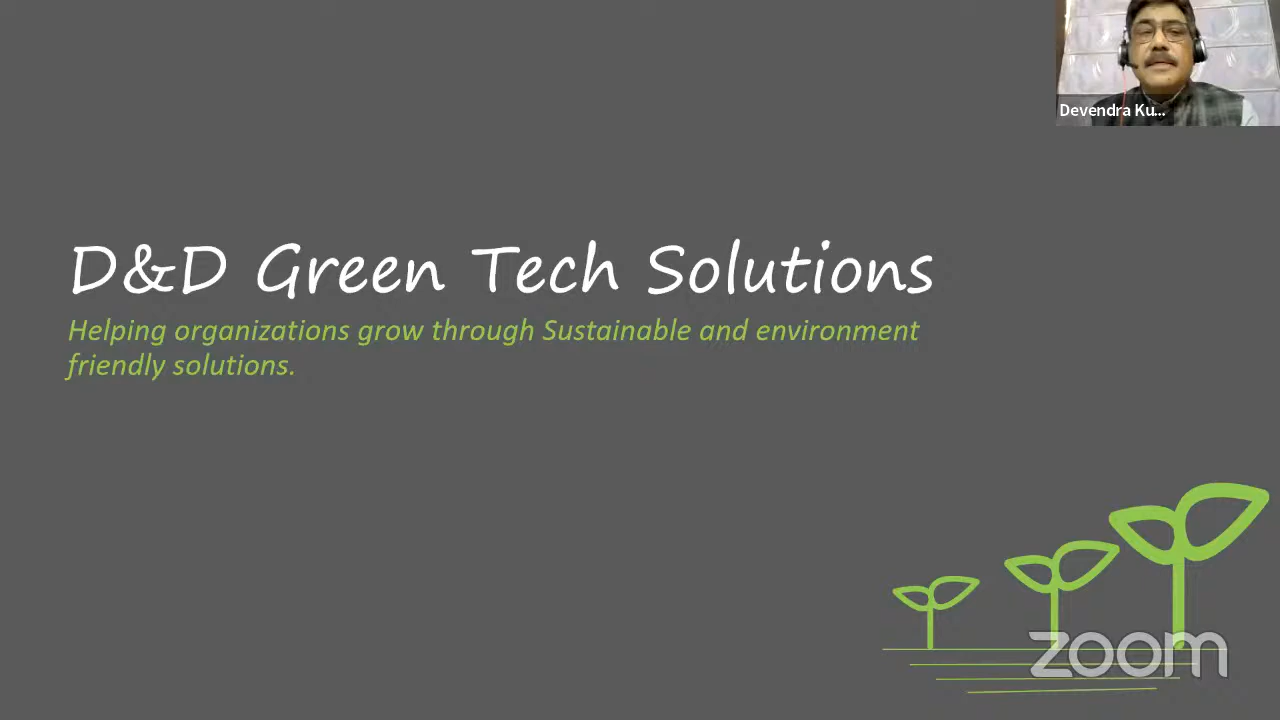 Devendra Ku...
D&D Green Tech Solutions
Helping organizations grow through Sustainable and environment
friendly solutions.
zoom